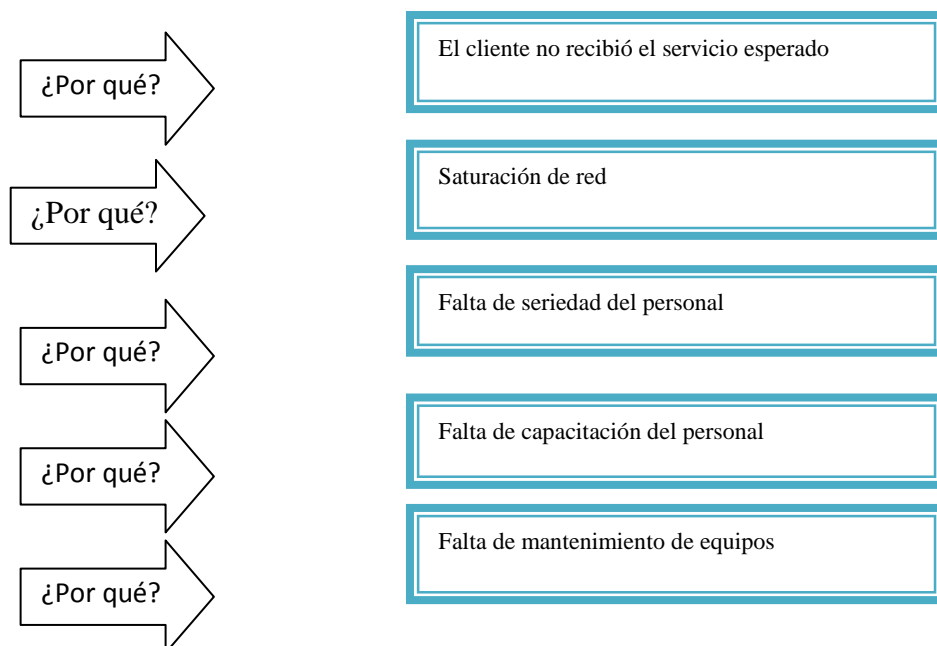 ¿Por qué?
El cliente no recibió el servicio esperado
¿Por qué?
Saturación de red
¿Por qué?
Falta de seriedad del personal
¿Por qué?
Falta de capacitación del personal
¿Por qué?
Falta de mantenimiento de equipos